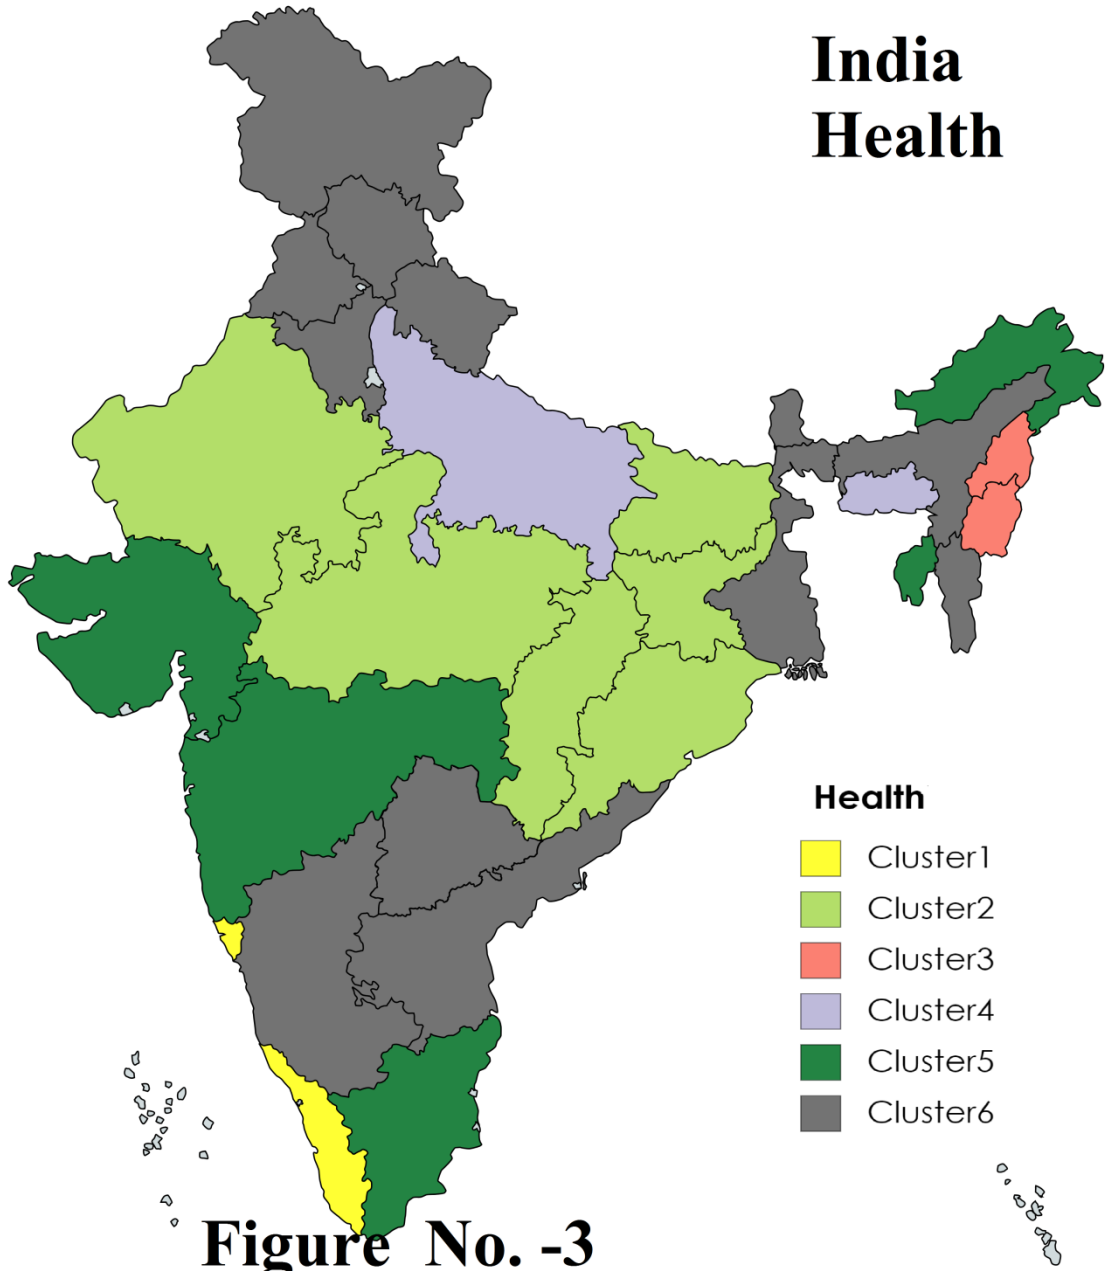 India
Health
Health
Cluster1
Cluster2
Cluster3
Cluster4
Cluster5
Cluster6
Figure No. -3